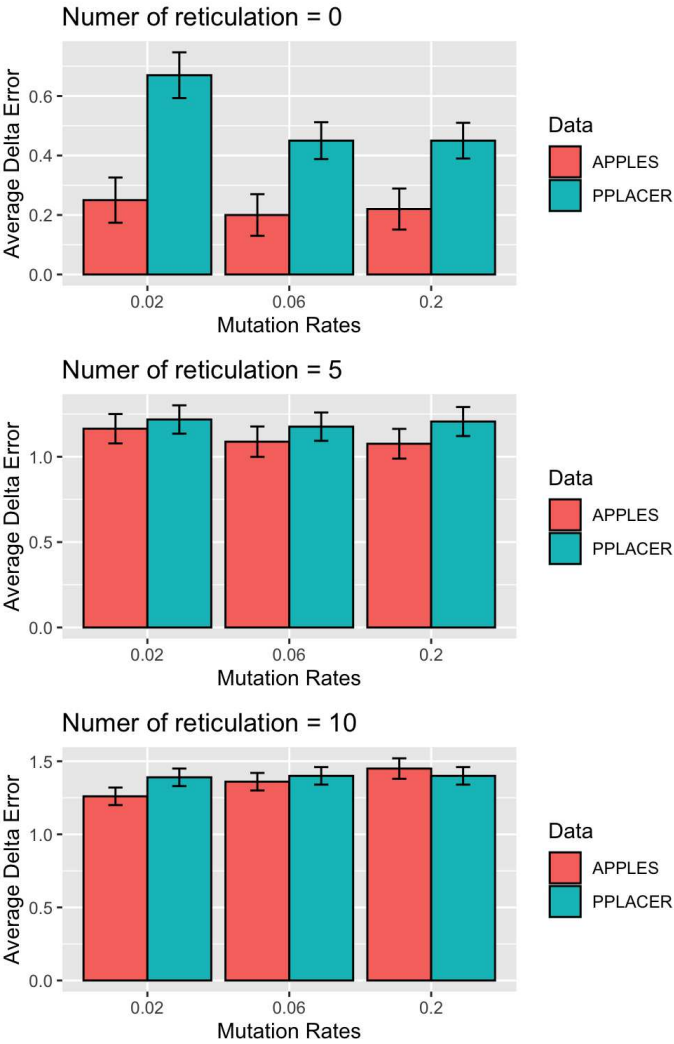 Numer of reticulation = 0
Average Delta Error
0.6
0.4
0.2
0.0
0.02 0.06 0.2
Mutation Rates
Data
APPLES
PPLACER
Numer of reticulation = 5
Average Delta Error
1.0
0.5
0.0
0.02 0.06 0.2
Mutation Rates
Data
APPLES
PPLACER
Numer of reticulation = 10
Average Delta Error
1.5
1.0
0.5
0.0
0.02 0.06 0.2
Mutation Rates
Data
APPLES
PPLACER